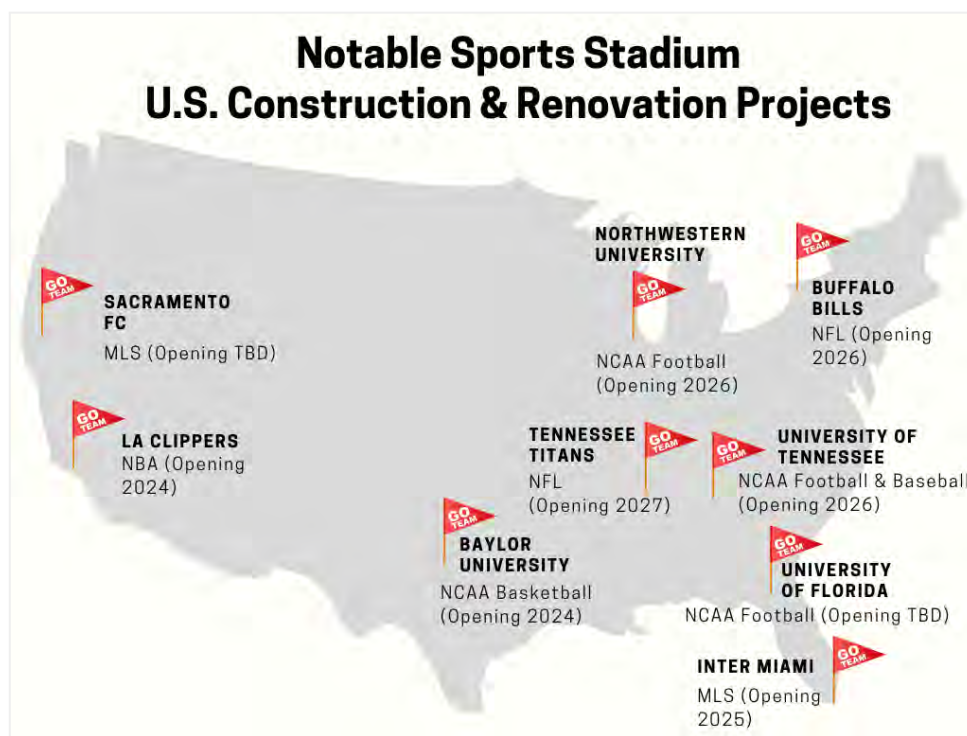 Notable Sports Stadium
U.S. Construction & Renovation Projects
GO
TEAM
NORTHWESTERN
UNIVERSITY
NCAA Football
(Opening 2026)
GO
TEAM
BUFFALO
BILLS
NFL (Opening
2026)
GO
TEAM
SACRAMENTO
FC
MLS (Opening TBD)
GO
TEAM
LA CLIPPERS
NBA (Opening
2024)
GO
TEAM
TENNESSEE
TITANS
NFL
(Opening 2027)
GO
TEAM
UNIVERSITY OF
TENNESSEE
NCAA Football & Baseball
(Opening 2026)
GO
TEAM
BAYLOR
UNIVERSITY
NCAA Basketball
(Opening 2024)
GO
TEAM
UNIVERSITY
OF FLORIDA
NCAA Football (Opening TBD)
GO
TEAM
INTER MIAMI
MLS (Opening
2025)